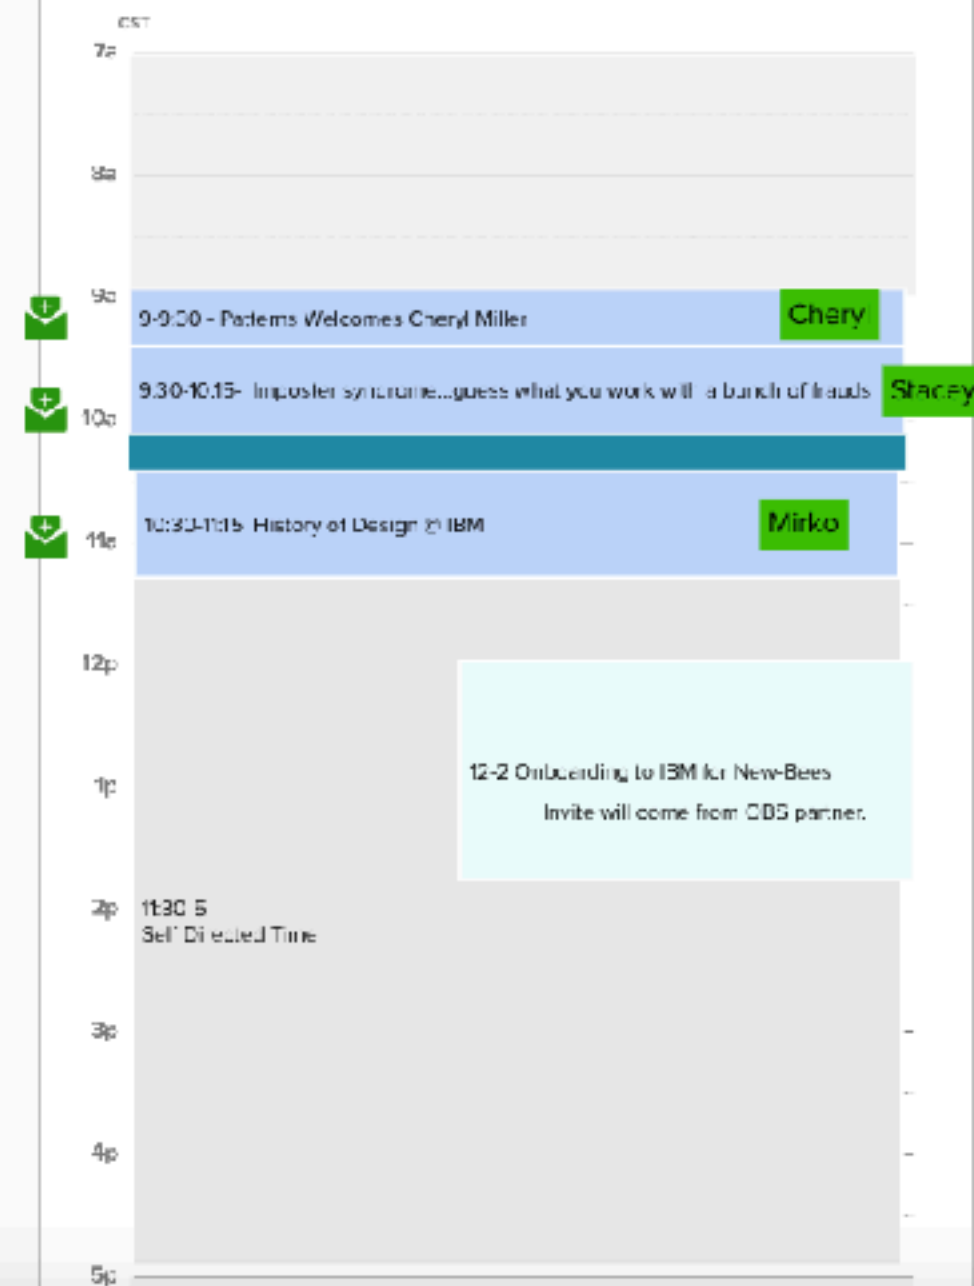 CST
7a
8a
9a
9-9:30 - Patterns Welcomes Cheryl Miller
Cheryl
9.30-10.15- Imposter syndrome...guess what you work with a bunch of frauds
Stacey
10a
10:30-11:15 History of Design @ IBM
Mirko
11a
12p
12-2 Onboarding to IBM for New-Bees
1p
Invite will come from OBS partner.
2p
11:30-5
Self Directed Time
3p
4p
5p